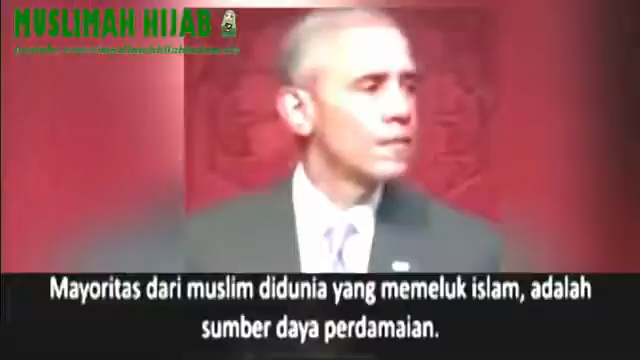 MUSLIMAH HIJAB
Mayoritas dari muslim didunia yang memeluk islam, adalah
sumber daya perdamaian.